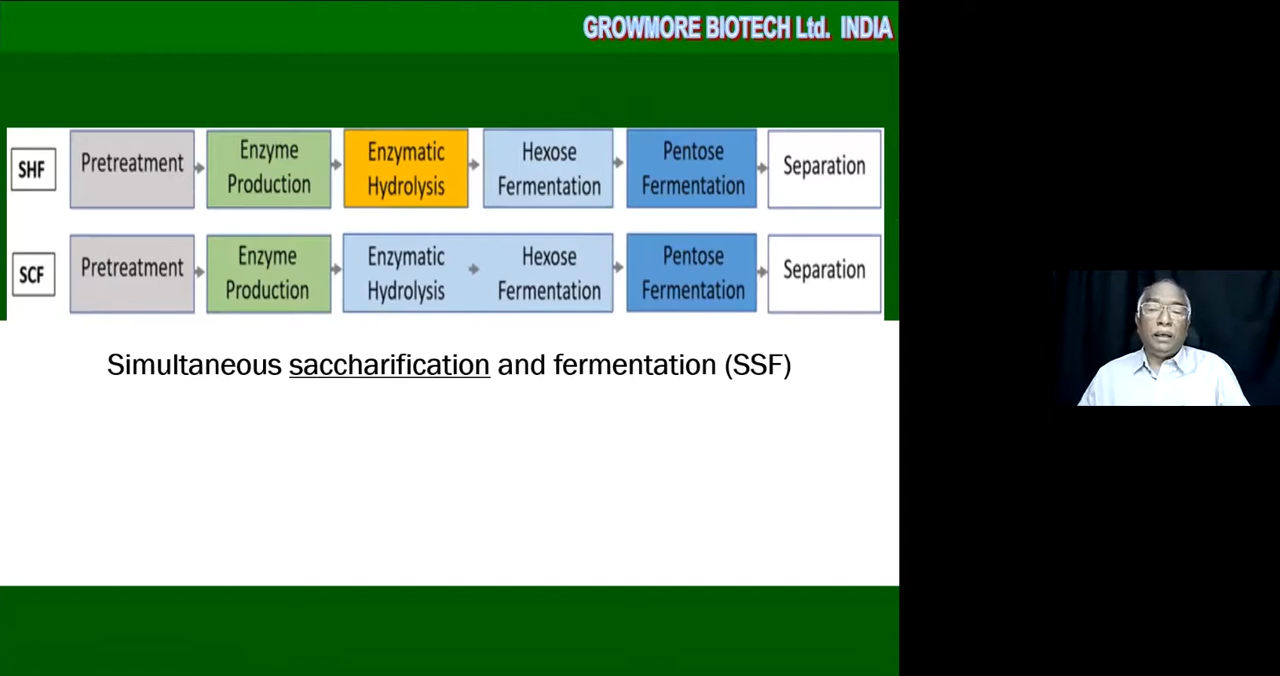 GROWMORE BIOTECH Ltd. INDIA
SHF
Pretreatment
Enzyme
Production
Enzymatic
Hydrolysis
Hexose
Fermentation
Pentose
Fermentation
Separation
SCF
Pretreatment
Enzyme
Production
Enzymatic
Hydrolysis
Hexose
Fermentation
Pentose
Fermentation
Separation
Simultaneous saccharification and fermentation (SSF)